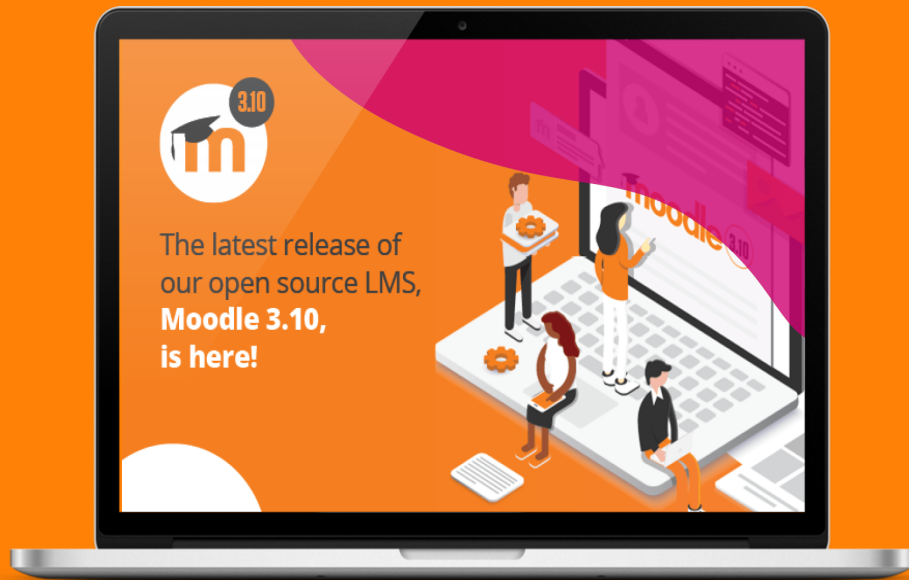 3.10
m
The latest release of
our open source LMS,
Moodle 3.10,
is here!
m
moodle 3.10